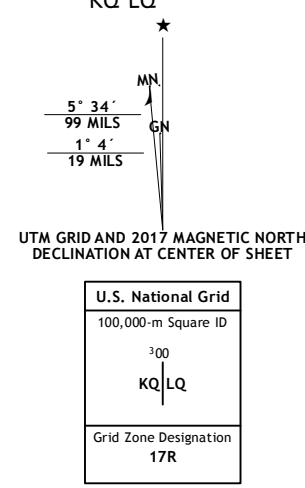 KQ LQ
★
MN
5° 34´
99 MILS
GN
1° 4´
19 MILS
UTM GRID AND 2017 MAGNETIC NORTH
DECLINATION AT CENTER OF SHEET
U.S. National Grid
100,000-m Square ID
³00
KQ LQ
Grid Zone Designation
17R